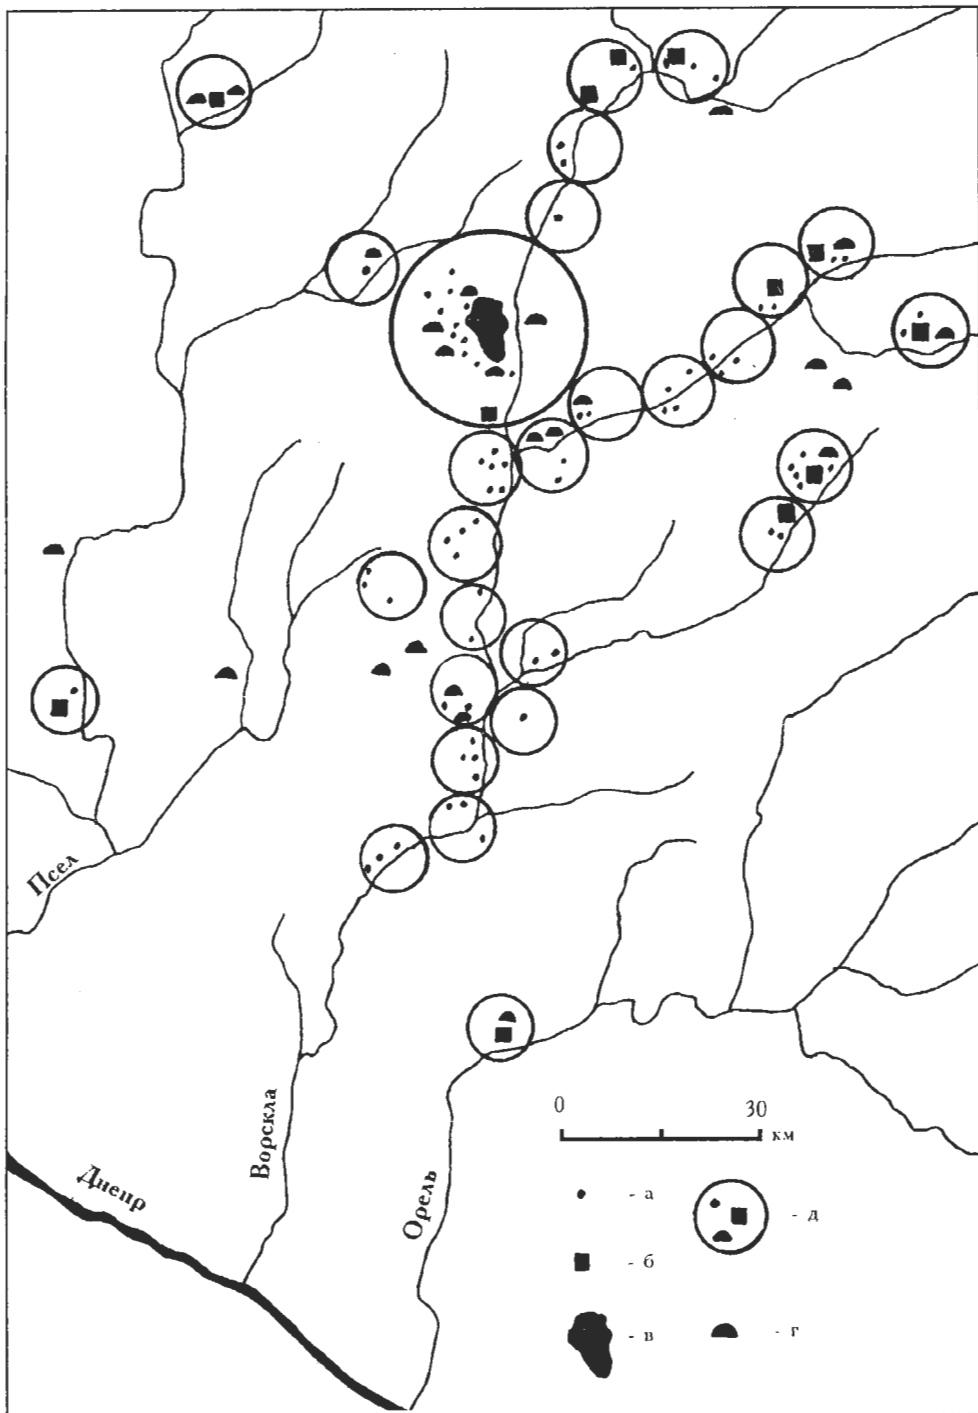 Псел
Ворскла
Днепр
Орель
0 30
км
- а
- д
- б
- в
- г